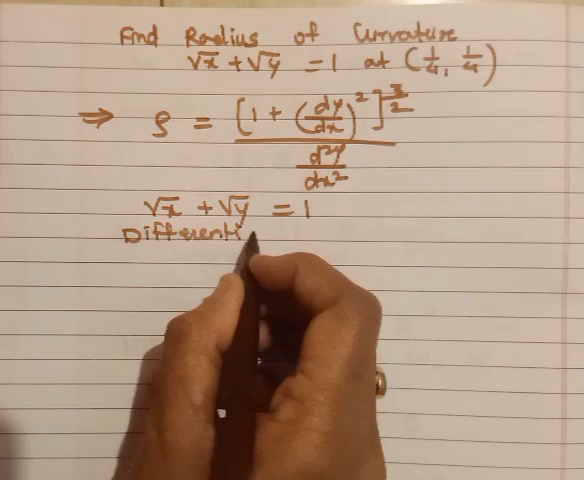 Find Radius of Curvature
√x + √y = 1 at (1/4, 1/4)
⇒ ρ = [1 + (dy/dx)²]^(3/2) / (d²y/dx²)
√x + √y = 1
Differenti